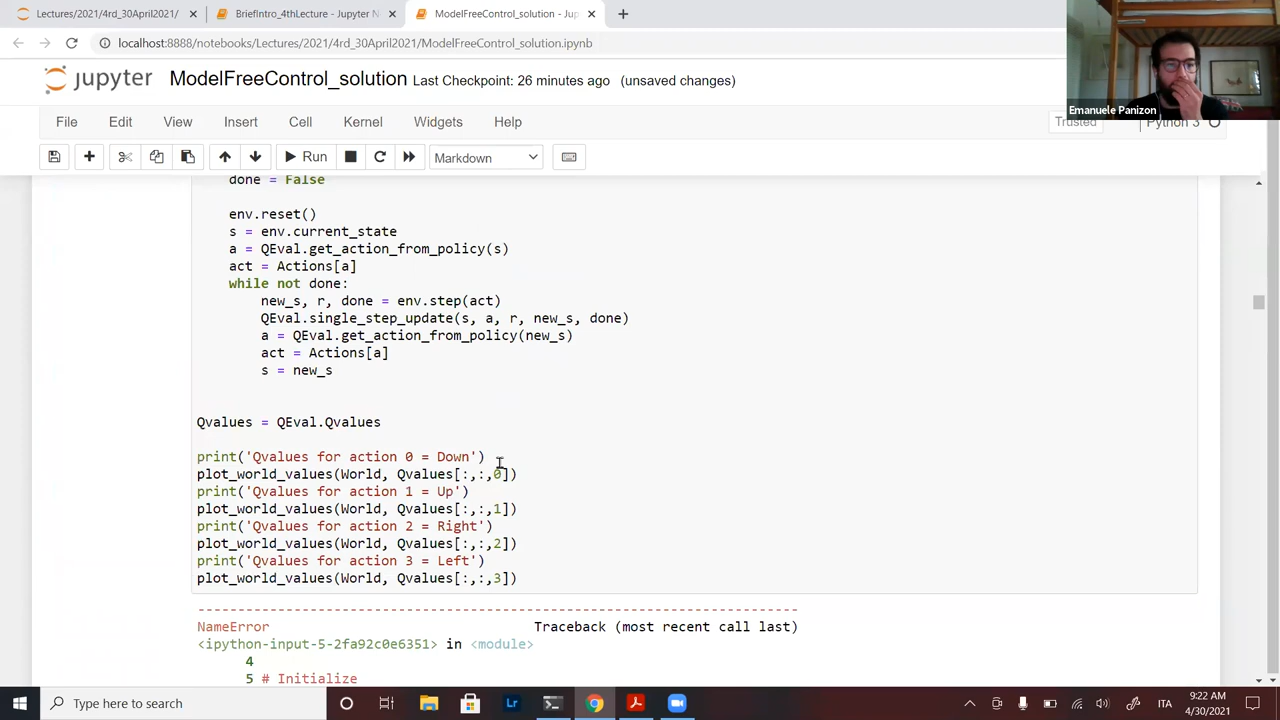 Lectures/2021/4rd_30April2021/
BriefIntro_4thLecture - Jupyter N
ModelFreeControl_solution - Jup
localhost:8888/notebooks/Lectures/2021/4rd_30April2021/ModelFreeControl_solution.ipynb
Emanuele Panizon
jupyter ModelFreeControl_solution Last Checkpoint: 26 minutes ago (unsaved changes)
File Edit View Insert Cell Kernel Widgets Help Trusted Python 3
Run Markdown
done = False
env.reset()
s = env.current_state
a = QEval.get_action_from_policy(s)
act = Actions[a]
while not done:
new_s, r, done = env.step(act)
QEval.single_step_update(s, a, r, new_s, done)
a = QEval.get_action_from_policy(new_s)
act = Actions[a]
s = new_s
Qvalues = QEval.Qvalues
print('Qvalues for action 0 = Down')
plot_world_values(World, Qvalues[:,:,0])
print('Qvalues for action 1 = Up')
plot_world_values(World, Qvalues[:,:,1])
print('Qvalues for action 2 = Right')
plot_world_values(World, Qvalues[:,:,2])
print('Qvalues for action 3 = Left')
plot_world_values(World, Qvalues[:,:,3])
---------------------------------------------------------------------------
NameError Traceback (most recent call last)
<ipython-input-5-2fa92c0e6351> in <module>
4
5 # Initialize
Type here to search
ITA
9:22 AM
4/30/2021